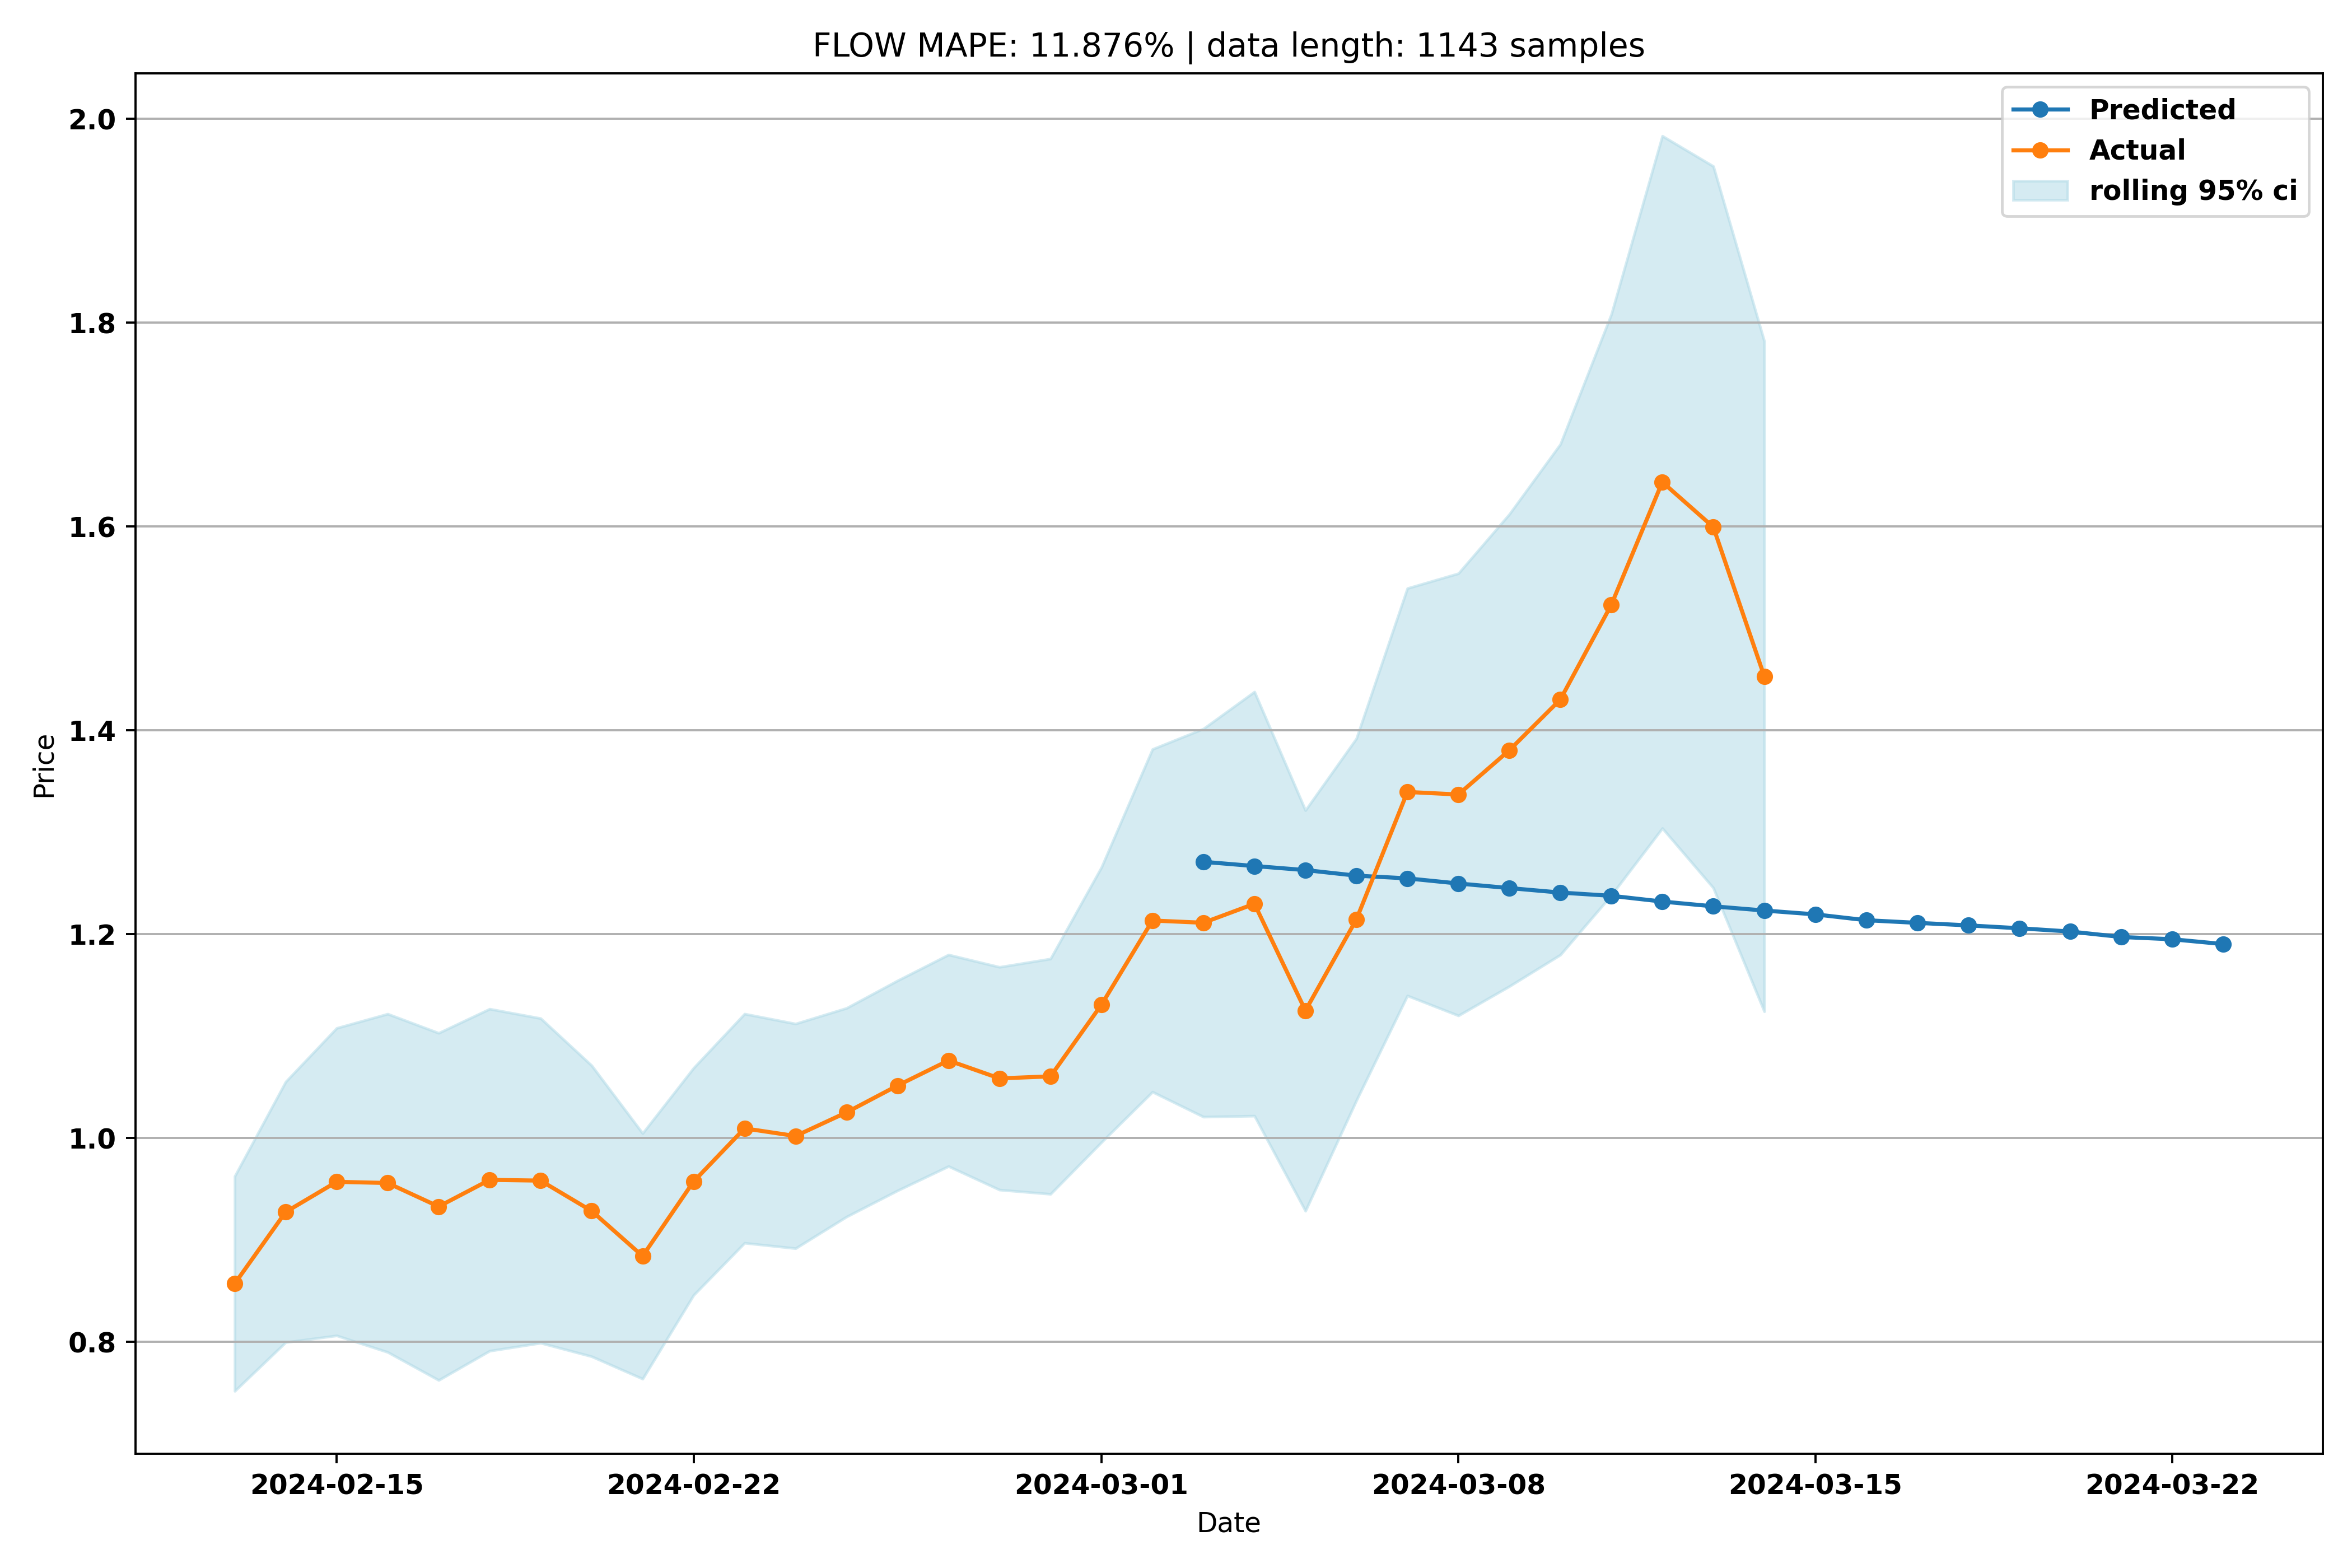 FLOW MAPE: 11.876% | data length: 1143 samples
Predicted
Actual
rolling 95% ci
2.0
1.8
1.6
1.4
1.2
1.0
0.8
Price
2024-02-15
2024-02-22
2024-03-01
2024-03-08
2024-03-15
2024-03-22
Date